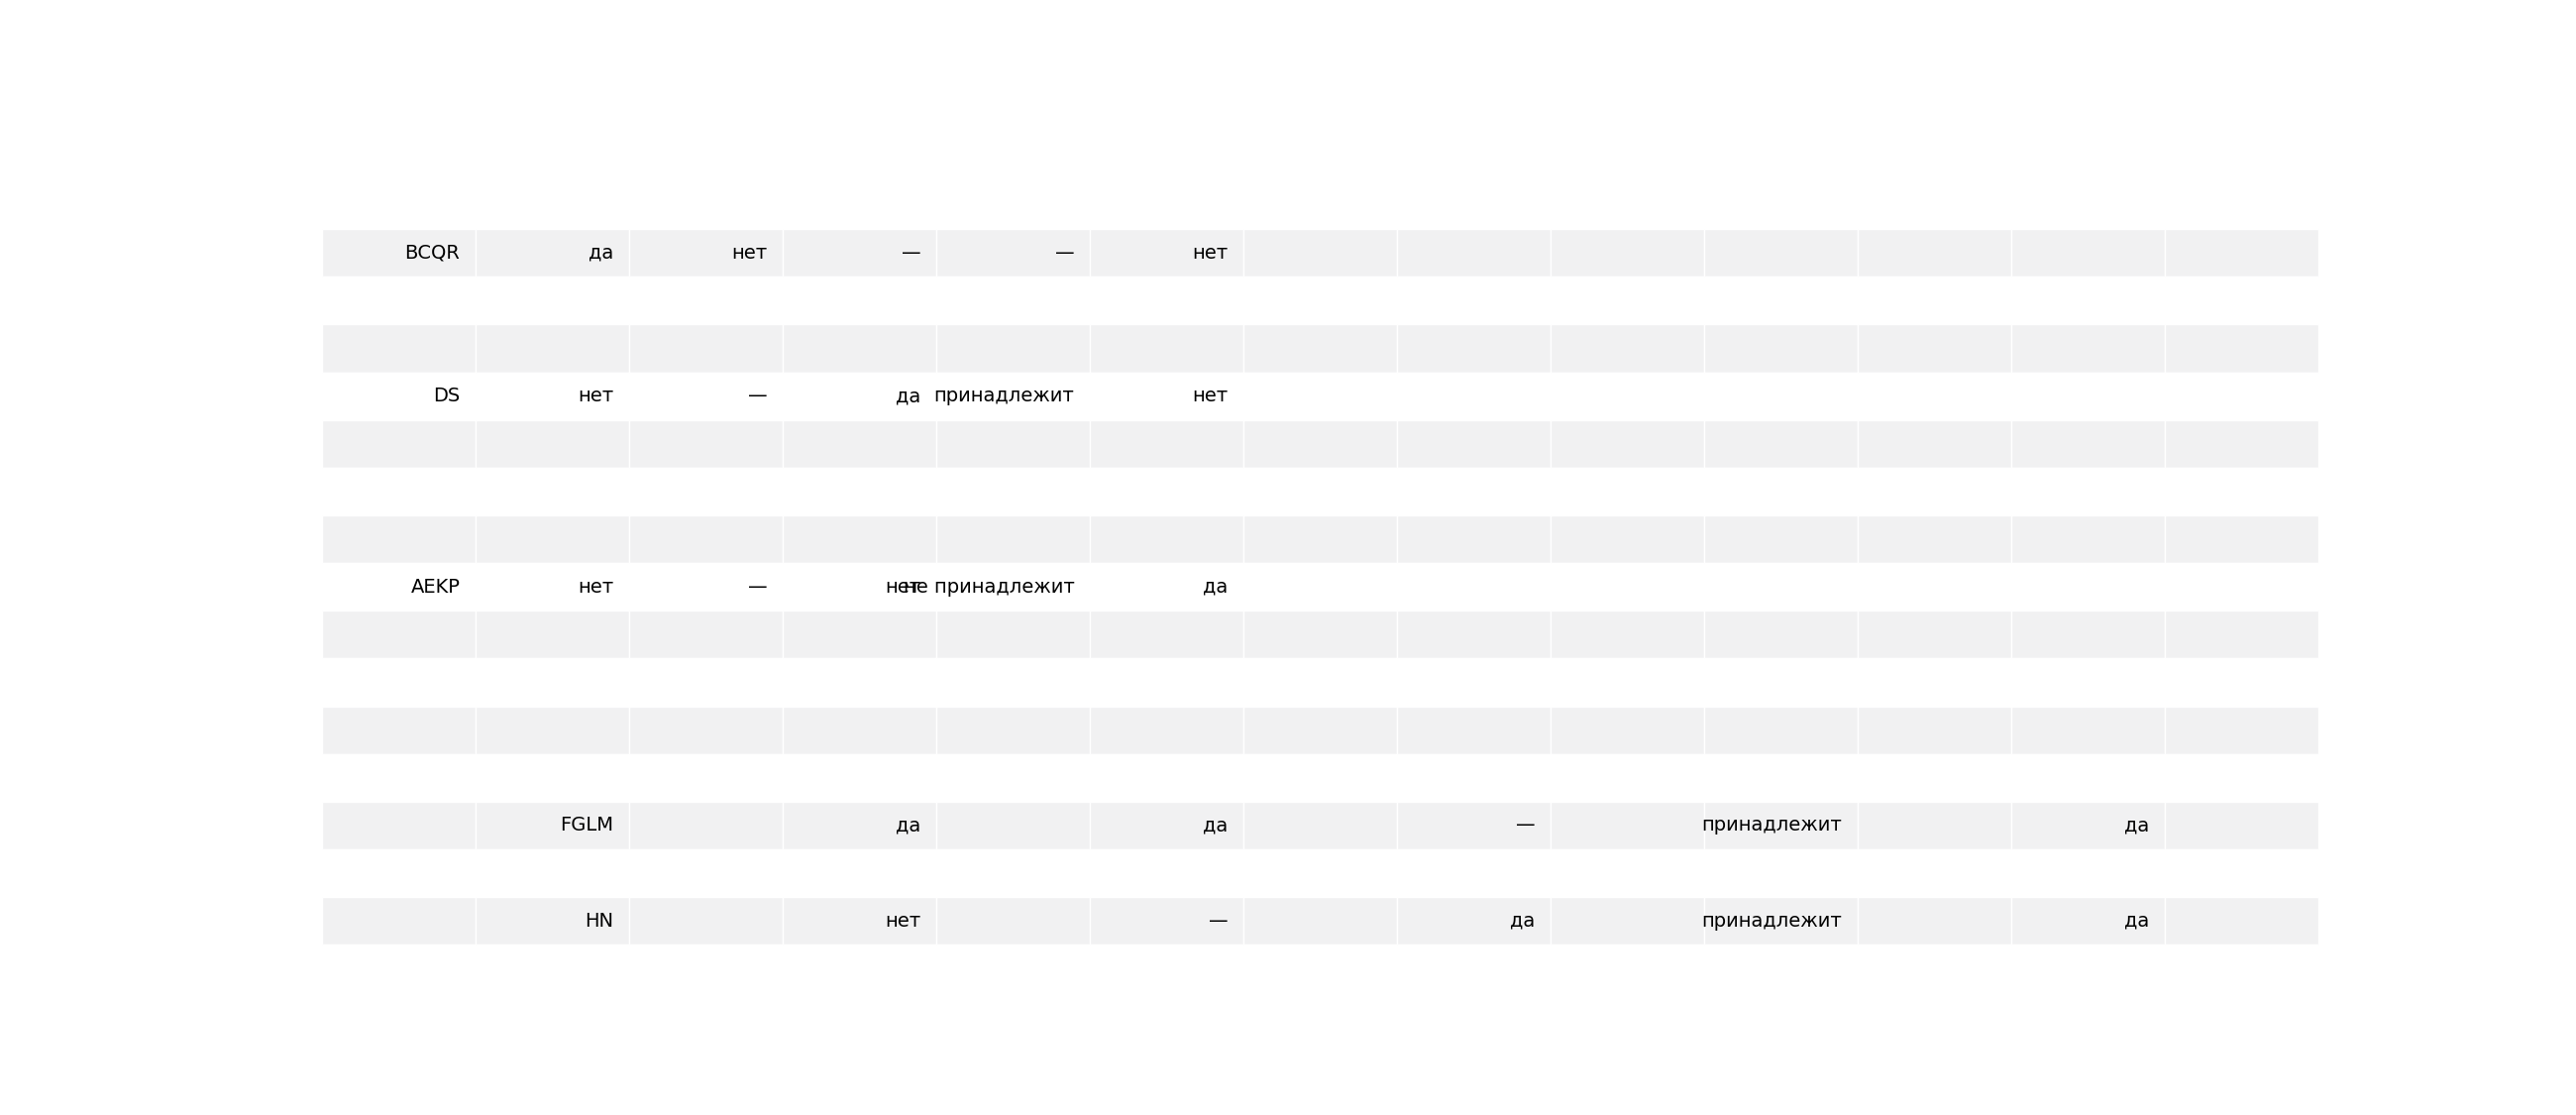 BCQR да нет — — нет
DS нет — да принадлежит нет
AEKP нет — нет не принадлежит да
FGLM да да — принадлежит да
HN нет — да принадлежит да